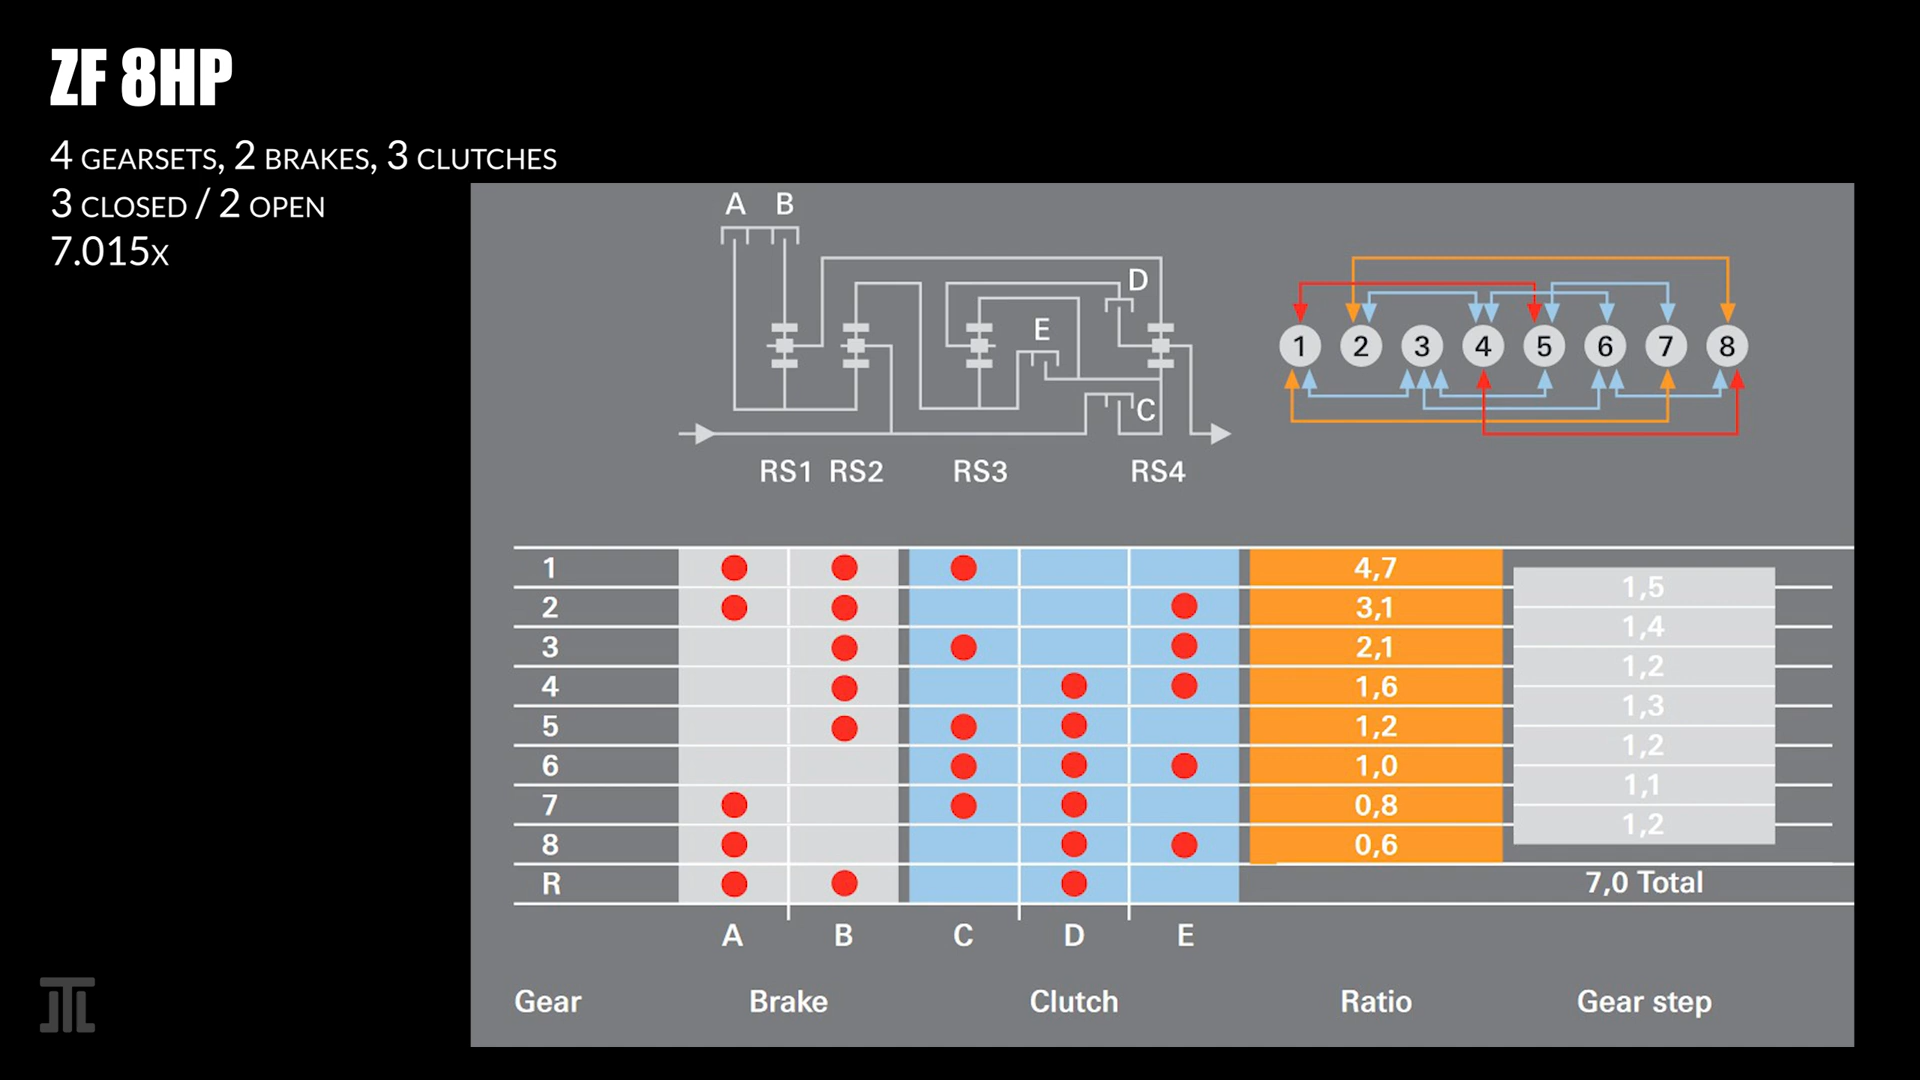 ZF 8HP
4 GEARSETS, 2 BRAKES, 3 CLUTCHES
3 CLOSED / 2 OPEN
7.015X
A B
D
E
C
RS1 RS2 RS3 RS4
1 2 3 4 5 6 7 8
1 4,7
1,5
2 3,1
1,4
3 2,1
1,2
4 1,6
1,3
5 1,2
1,2
6 1,0
1,1
7 0,8
1,2
8 0,6
R 7,0 Total
A B C D E
Gear Brake Clutch Ratio Gear step